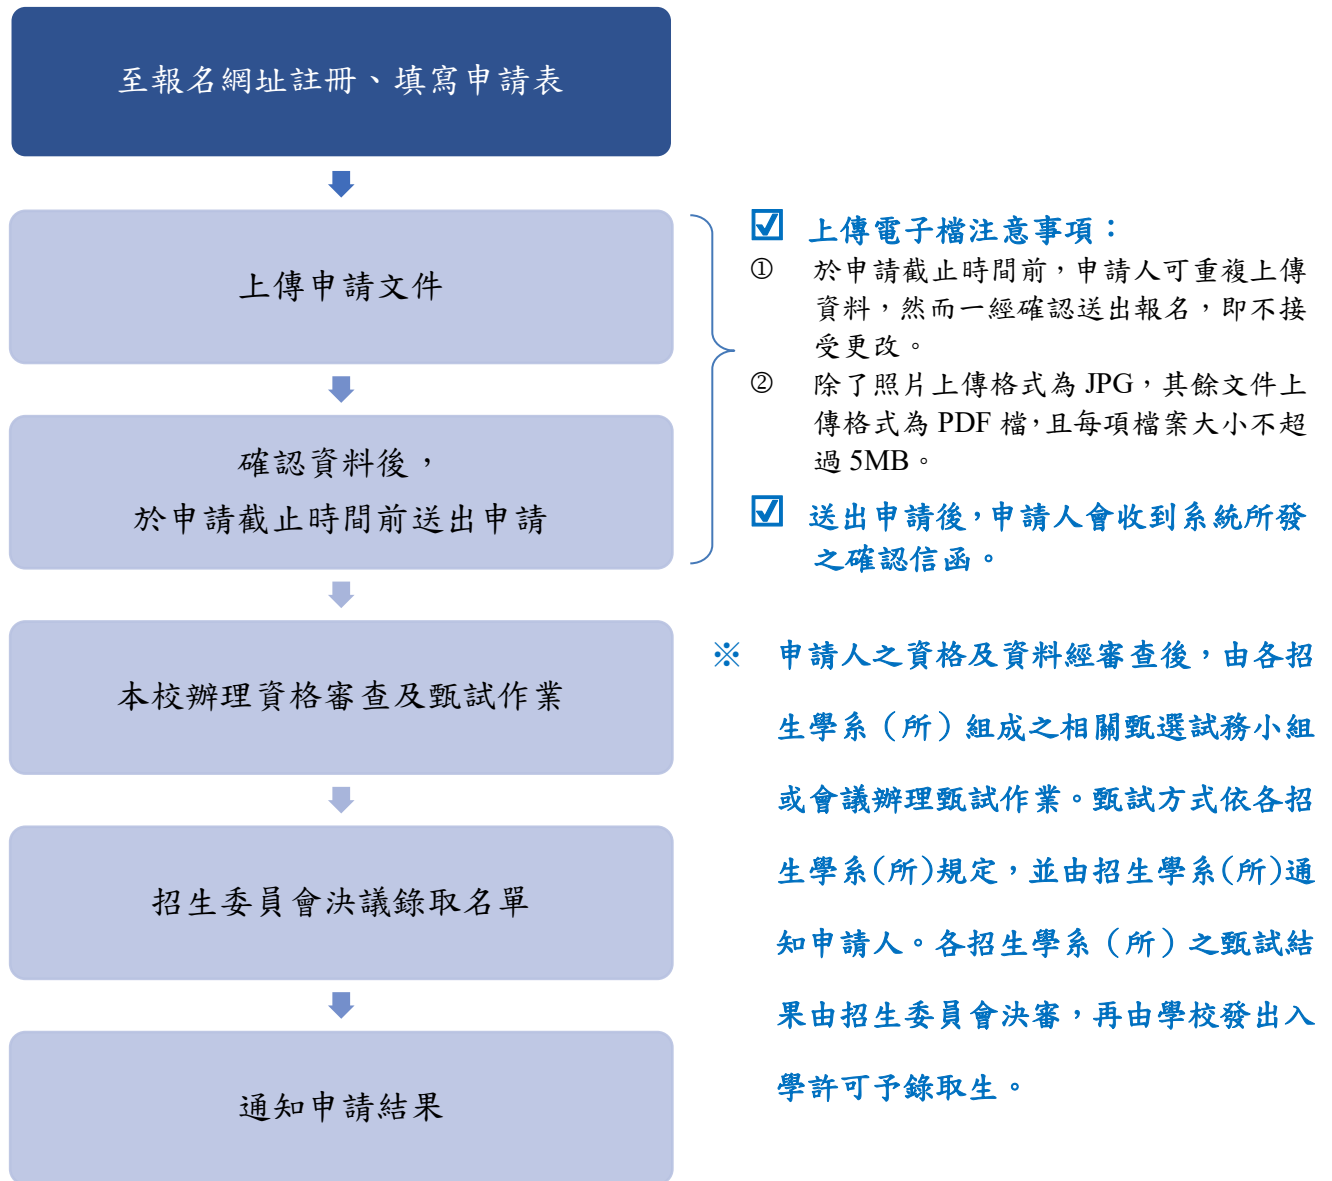 至報名網址註冊、填寫申請表
上傳申請文件
確認資料後，
於申請截止時間前送出申請
本校辦理資格審查及甄試作業
招生委員會決議錄取名單
通知申請結果
☑ 上傳電子檔注意事項：
① 於申請截止時間前，申請人可重複上傳
資料，然而一經確認送出報名，即不接
受更改。
② 除了照片上傳格式為 JPG，其餘文件上
傳格式為 PDF 檔，且每項檔案大小不超
過 5MB。
☑ 送出申請後，申請人會收到系統所發
之確認信函。
※ 申請人之資格及資料經審查後，由各招
生學系（所）組成之相關甄選試務小組
或會議辦理甄試作業。甄試方式依各招
生學系(所)規定，並由招生學系(所)通
知申請人。各招生學系（所）之甄試結
果由招生委員會決審，再由學校發出入
學許可予錄取生。